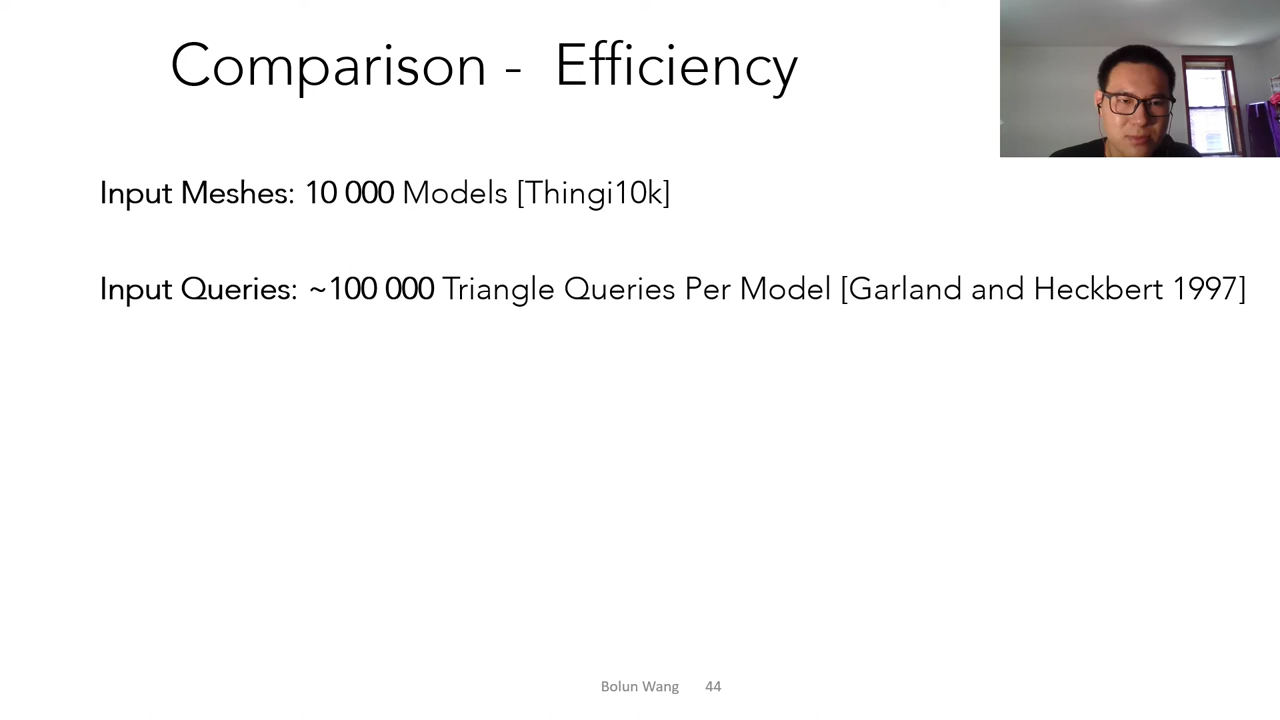 Comparison - Efficiency
Input Meshes: 10 000 Models [Thingi10k]
Input Queries: ~100 000 Triangle Queries Per Model [Garland and Heckbert 1997]
Bolun Wang 44